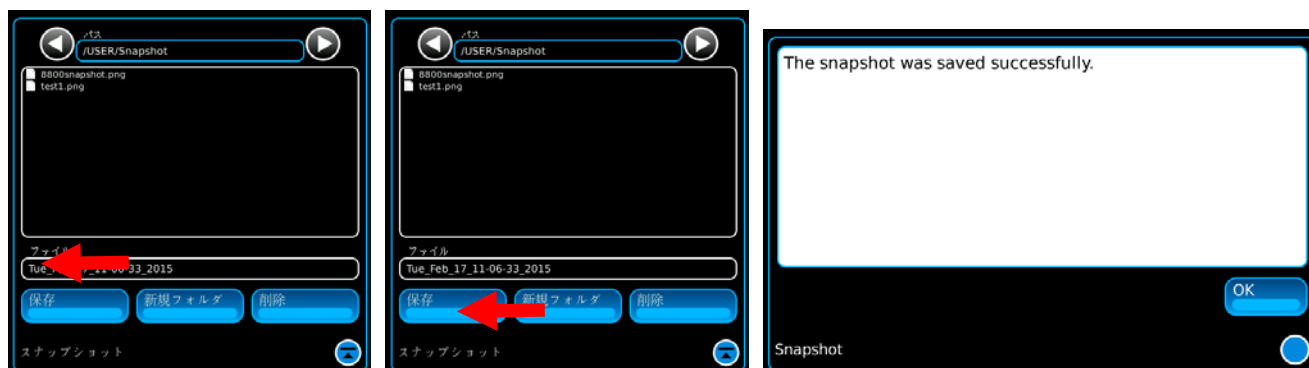 パス
/USER/Snapshot
8800snapshot.png
test1.png
ファイル
33_2015
保存 新規フォルダ 削除
スナップショット
パス
/USER/Snapshot
8800snapshot.png
test1.png
ファイル
Tue_Feb_17_11-06-33_2015
保存 新規フォルダ 削除
スナップショット
The snapshot was saved successfully.
OK
Snapshot